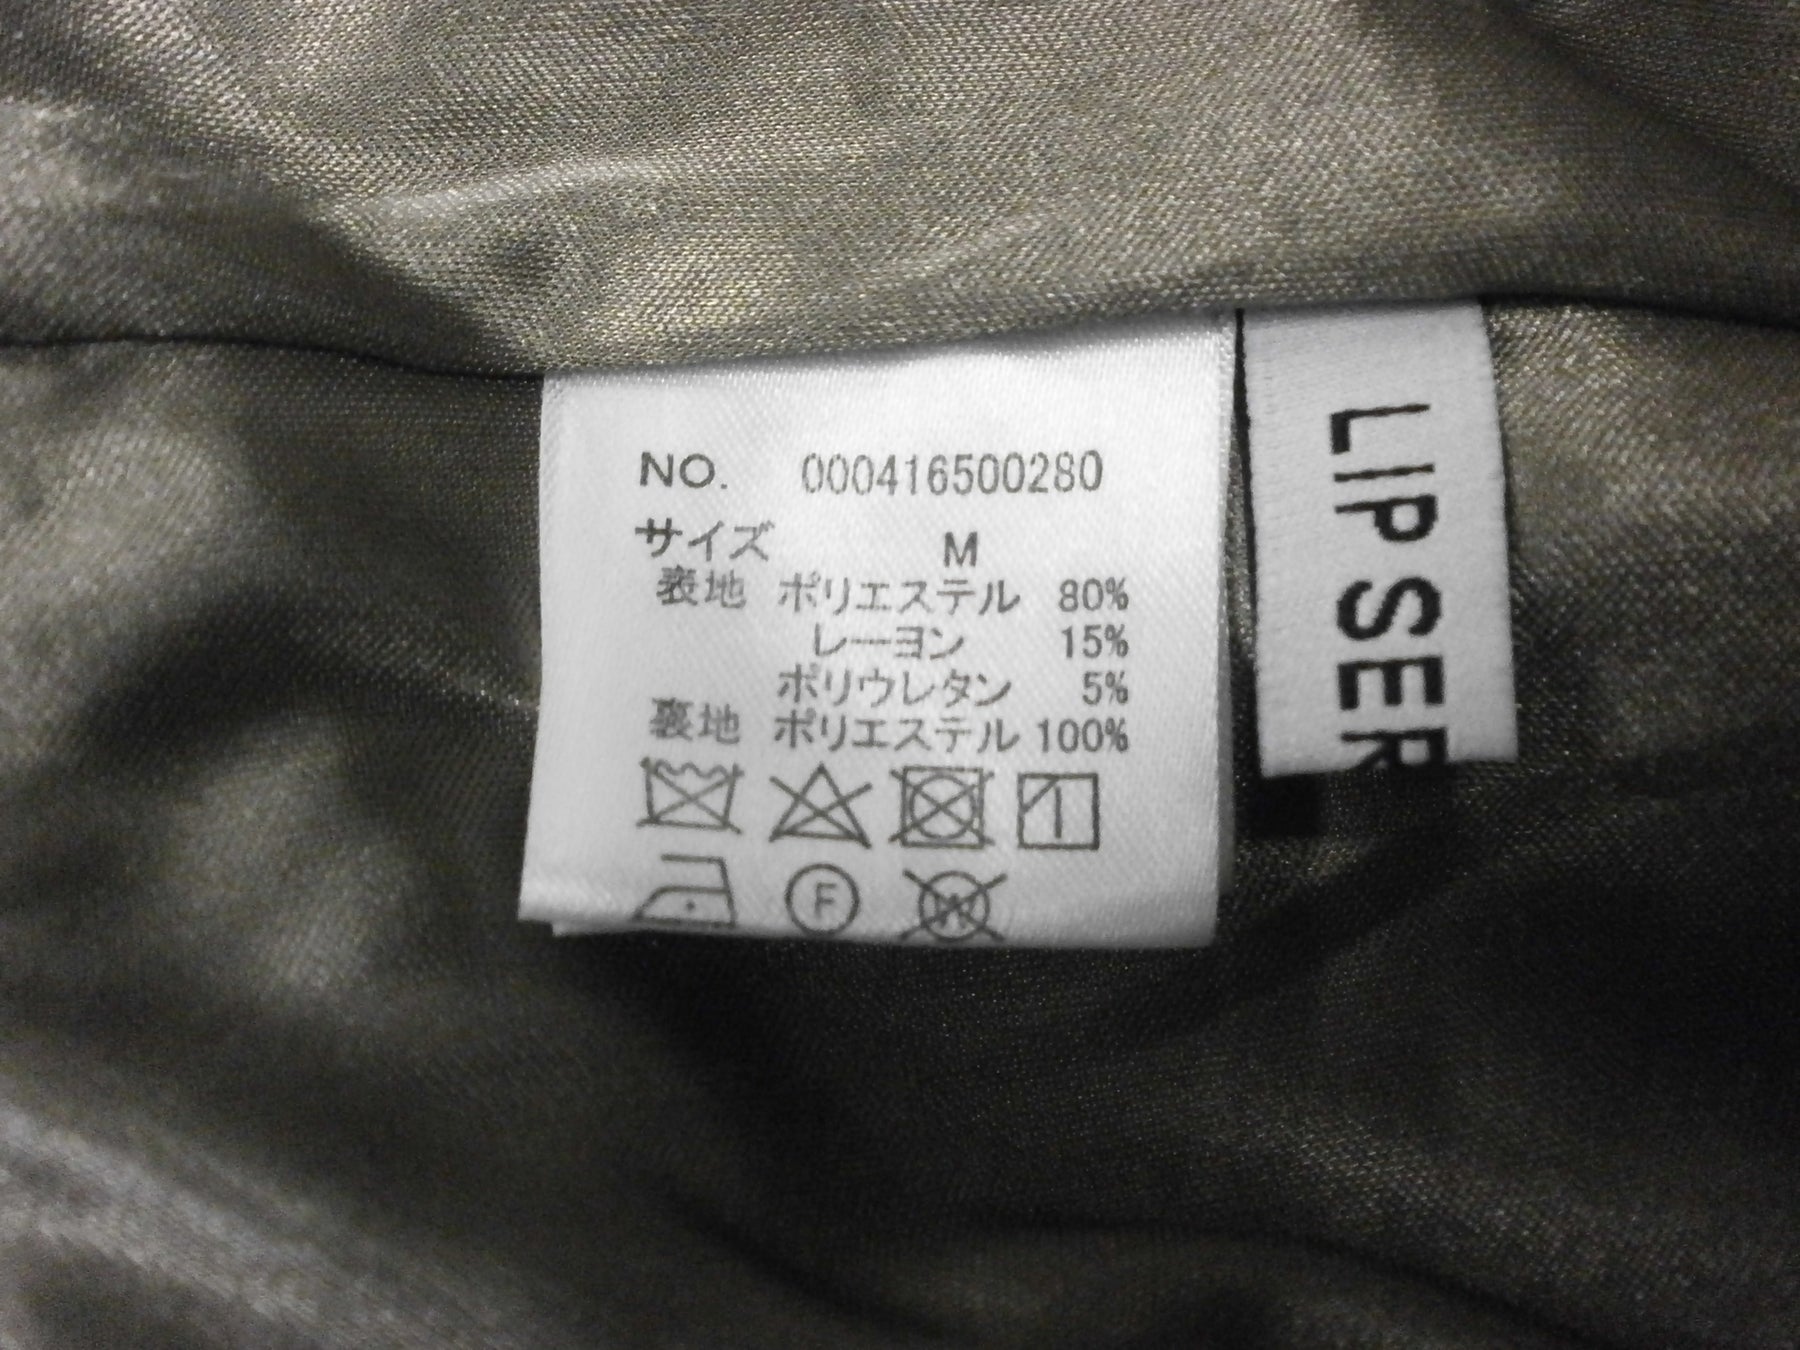 NO. 000416500280
サイズ M
表地 ポリエステル 80%
レーヨン 15%
ポリウレタン 5%
裏地 ポリエステル 100%
F
W
LIP SER